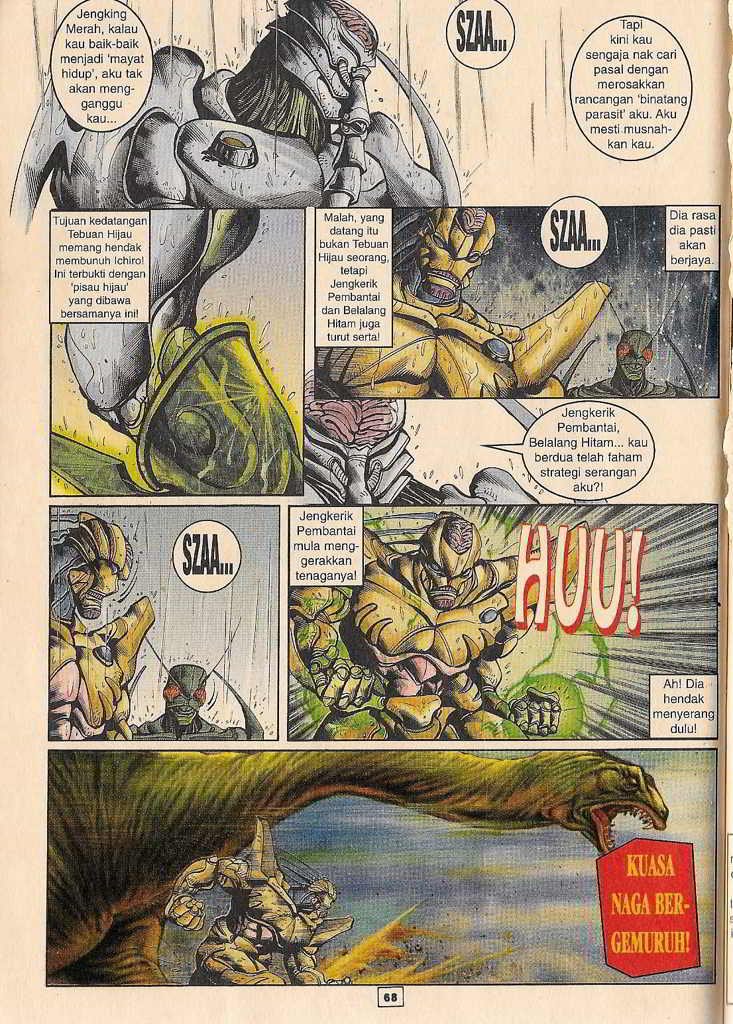 Jengking
Merah, kalau
kau baik-baik
menjadi 'mayat
hidup', aku tak
akan meng-
ganggu
kau...
SZAA...
Tapi
kini kau
sengaja nak cari
pasal dengan
merosakkan
rancangan 'binatang
parasit' aku. Aku
mesti musnah-
kan kau.
Tujuan kedatangan
Tebuan Hijau
memang hendak
membunuh Ichiro!
Ini terbukti dengan
'pisau hijau'
yang dibawa
bersamanya ini!
Malah, yang
datang itu
bukan Tebuan
Hijau seorang,
tetapi
Jengkerik
Pembantai
dan Belalang
Hitam juga
turut serta!
SZAA...
Dia rasa
dia pasti
akan
berjaya.
Jengkerik
Pembantai,
Belalang Hitam... kau
berdua telah faham
strategi serangan
aku?!
SZAA...
Jengkerik
Pembantai
mula meng-
gerakkan
tenaganya!
HUU!
Ah! Dia
hendak
menyerang
dulu!
KUASA
NAGA BER-
GEMURUH!
68